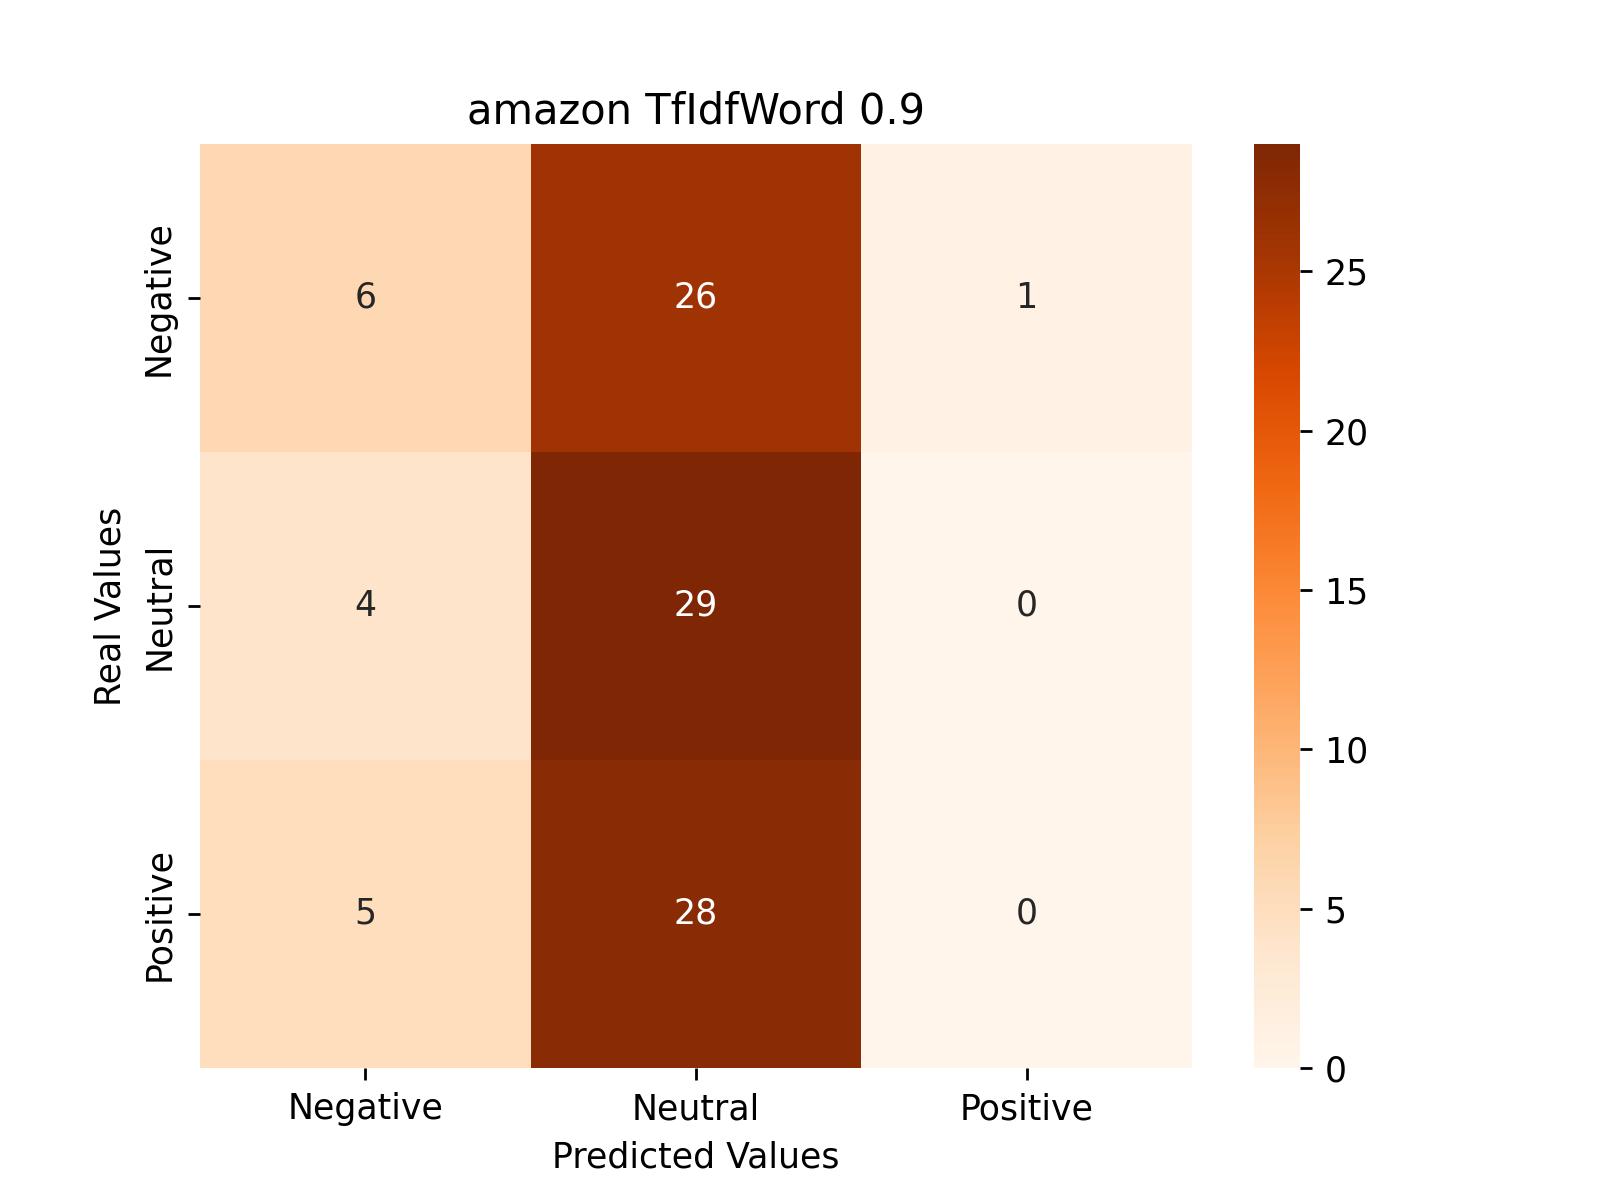 amazon TfIdfWord 0.9
Real Values
Negative
6 26 1
Neutral
4 29 0
Positive
5 28 0
Negative Neutral Positive
Predicted Values
25
20
15
10
5
0